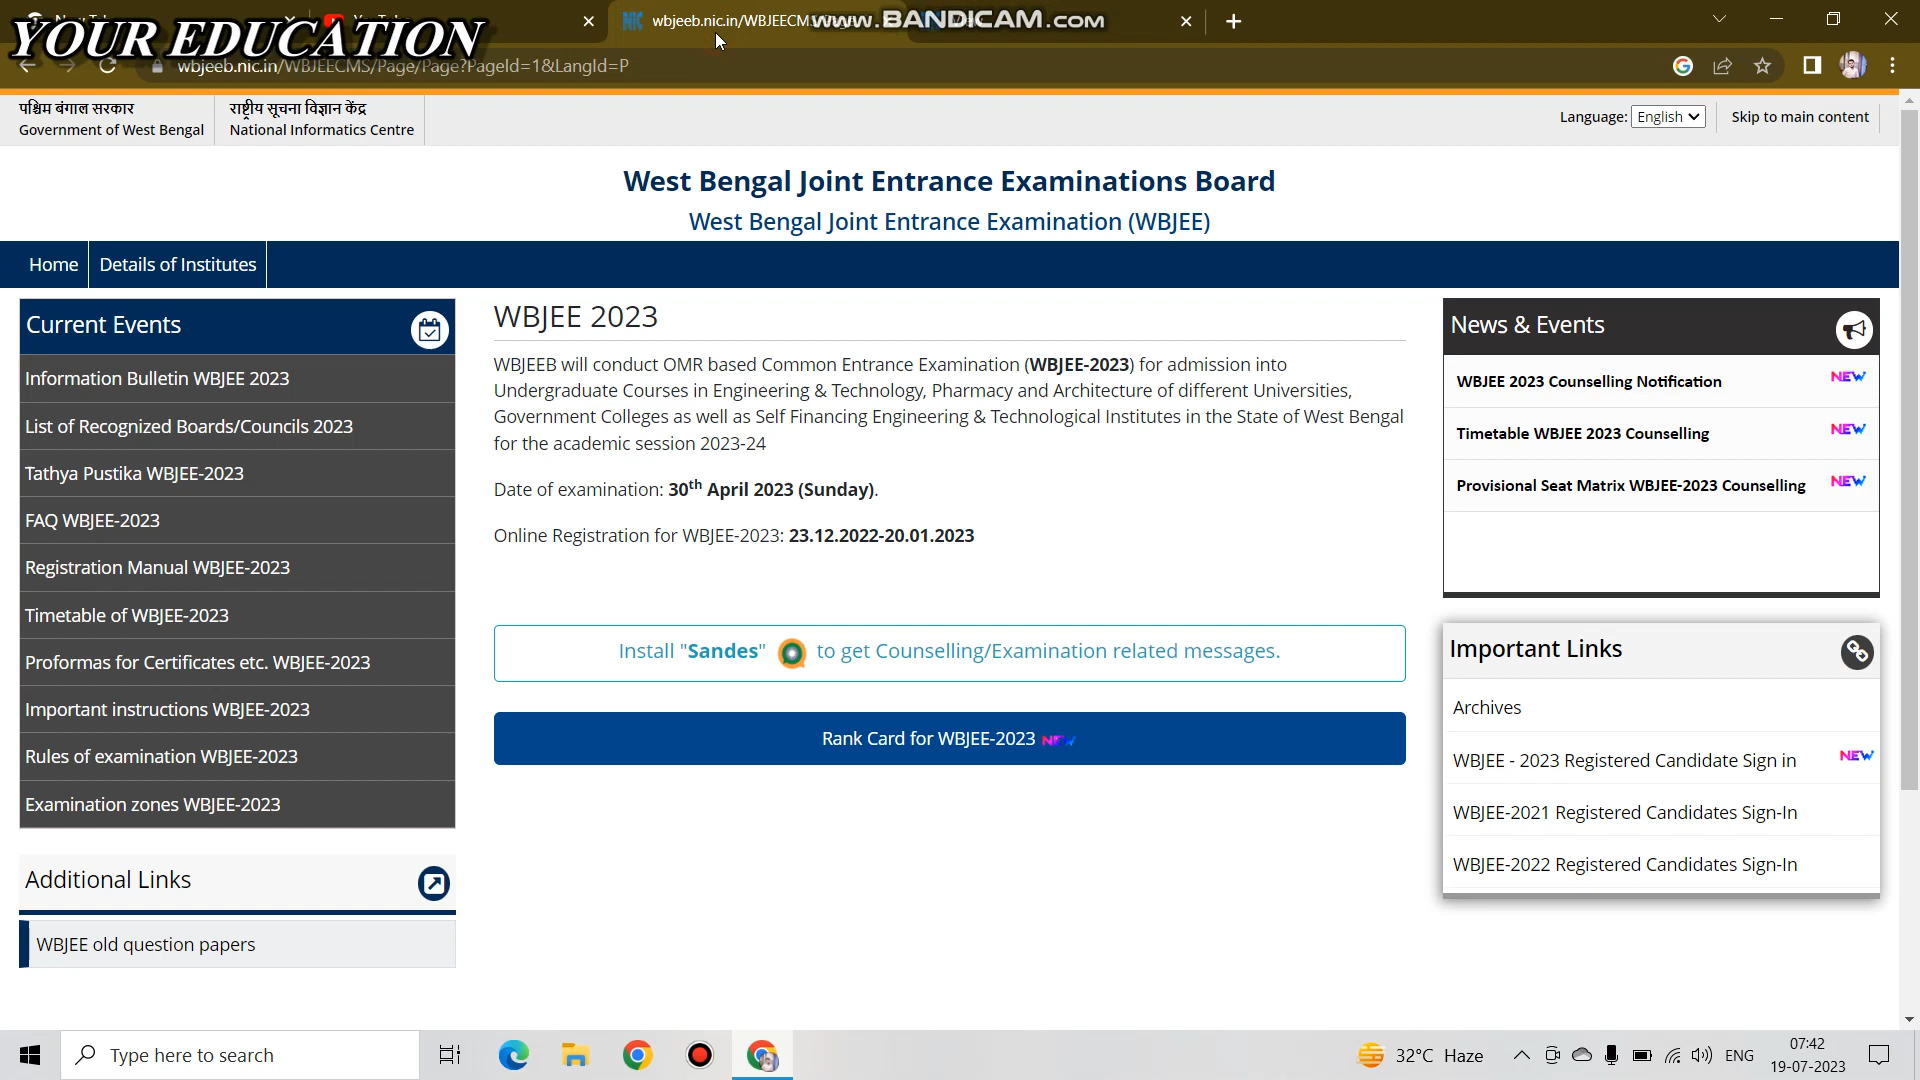 YOUR EDUCATION
wbjeeb.nic.in/WBJEECMS
www.BANDICAM.COM
wbjeeb.nic.in/WBJEECMS/Page/Page?PageId=1&LangId=P
पश्चिम बंगाल सरकार
Government of West Bengal
राष्ट्रीय सूचना विज्ञान केंद्र
National Informatics Centre
Language: English
Skip to main content
West Bengal Joint Entrance Examinations Board
West Bengal Joint Entrance Examination (WBJEE)
Home
Details of Institutes
Current Events
Information Bulletin WBJEE 2023
List of Recognized Boards/Councils 2023
Tathya Pustika WBJEE-2023
FAQ WBJEE-2023
Registration Manual WBJEE-2023
Timetable of WBJEE-2023
Proformas for Certificates etc. WBJEE-2023
Important instructions WBJEE-2023
Rules of examination WBJEE-2023
Examination zones WBJEE-2023
Additional Links
WBJEE old question papers
WBJEE 2023
WBJEEB will conduct OMR based Common Entrance Examination (WBJEE-2023) for admission into
Undergraduate Courses in Engineering & Technology, Pharmacy and Architecture of different Universities,
Government Colleges as well as Self Financing Engineering & Technological Institutes in the State of West Bengal
for the academic session 2023-24
Date of examination: 30th April 2023 (Sunday).
Online Registration for WBJEE-2023: 23.12.2022-20.01.2023
Install "Sandes" to get Counselling/Examination related messages.
Rank Card for WBJEE-2023 NEW
News & Events
WBJEE 2023 Counselling Notification NEW
Timetable WBJEE 2023 Counselling NEW
Provisional Seat Matrix WBJEE-2023 Counselling NEW
Important Links
Archives
WBJEE - 2023 Registered Candidate Sign in NEW
WBJEE-2021 Registered Candidates Sign-In
WBJEE-2022 Registered Candidates Sign-In
Type here to search
32°C Haze
ENG
07:42
19-07-2023